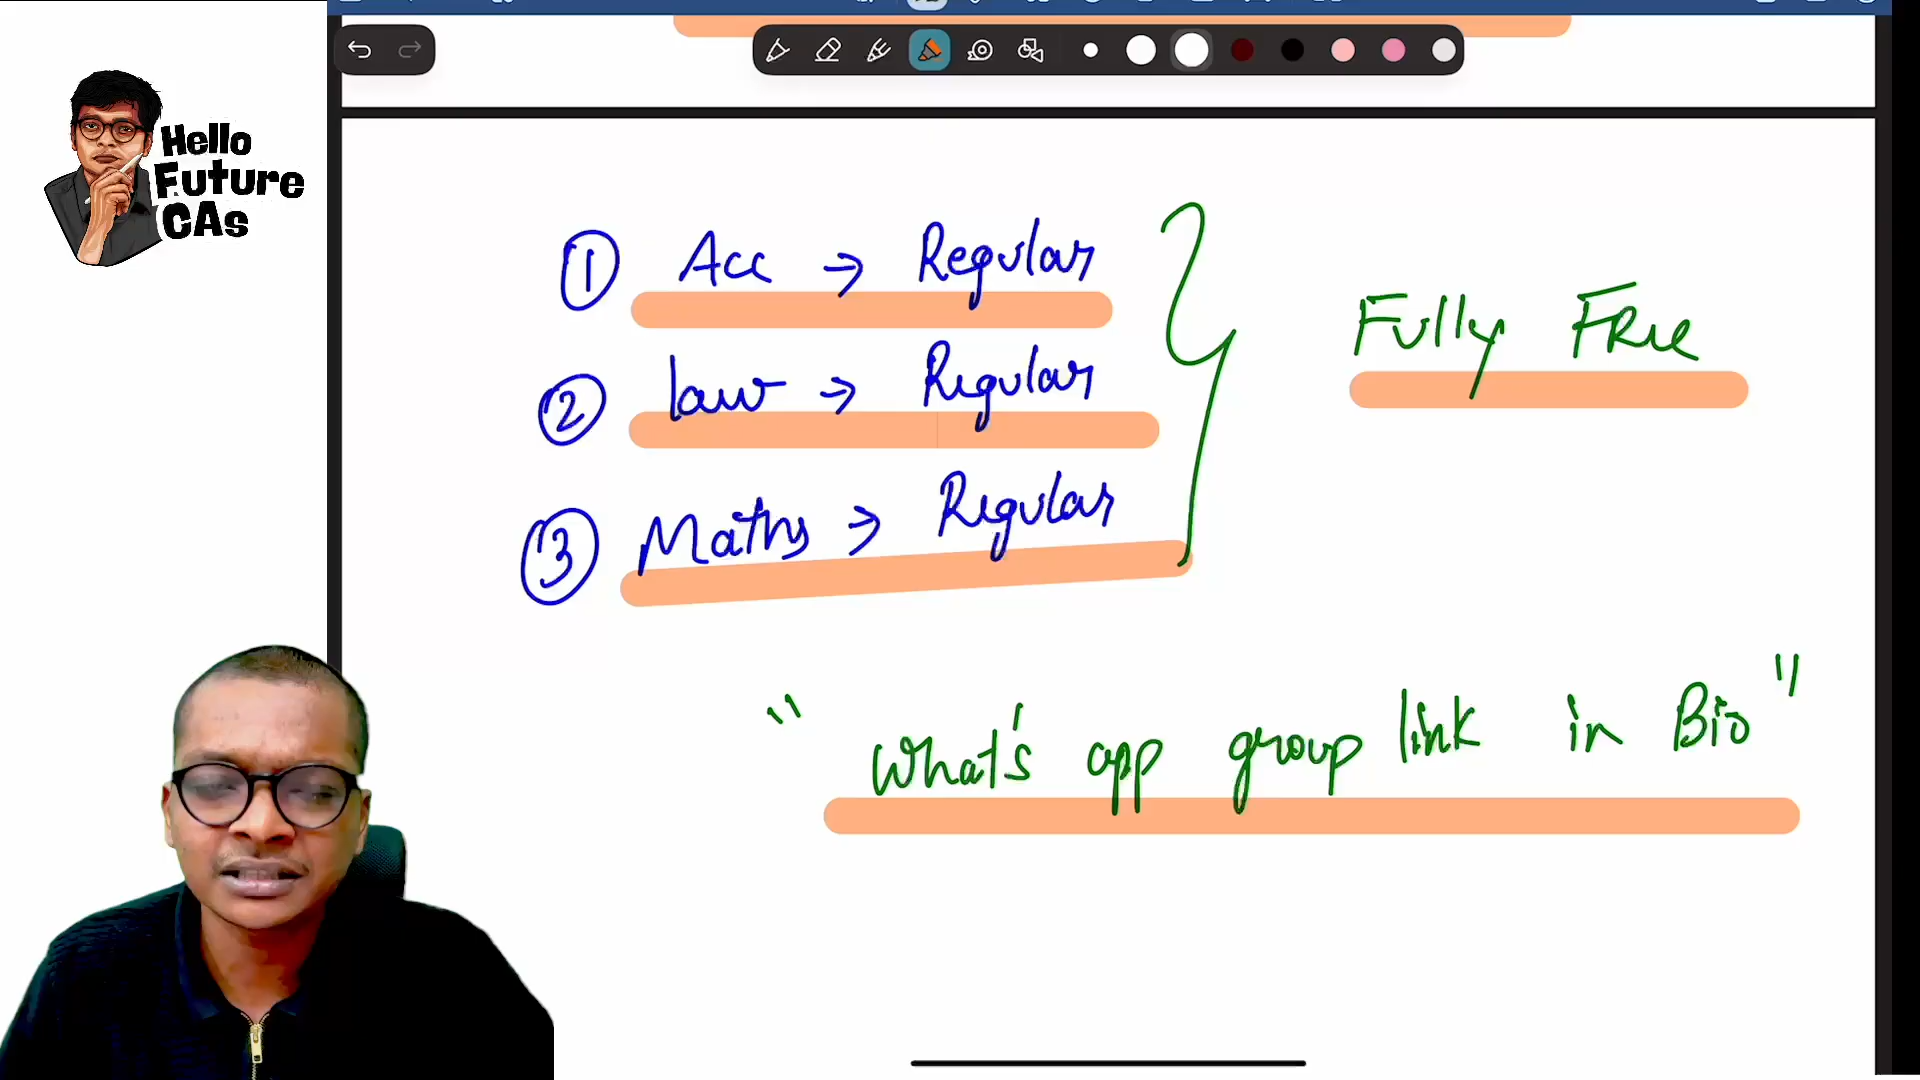 Hello
Future
CAs
① Acc → Regular
② law → Regular
③ Maths → Regular
Fully Free
"What's app group link in Bio"